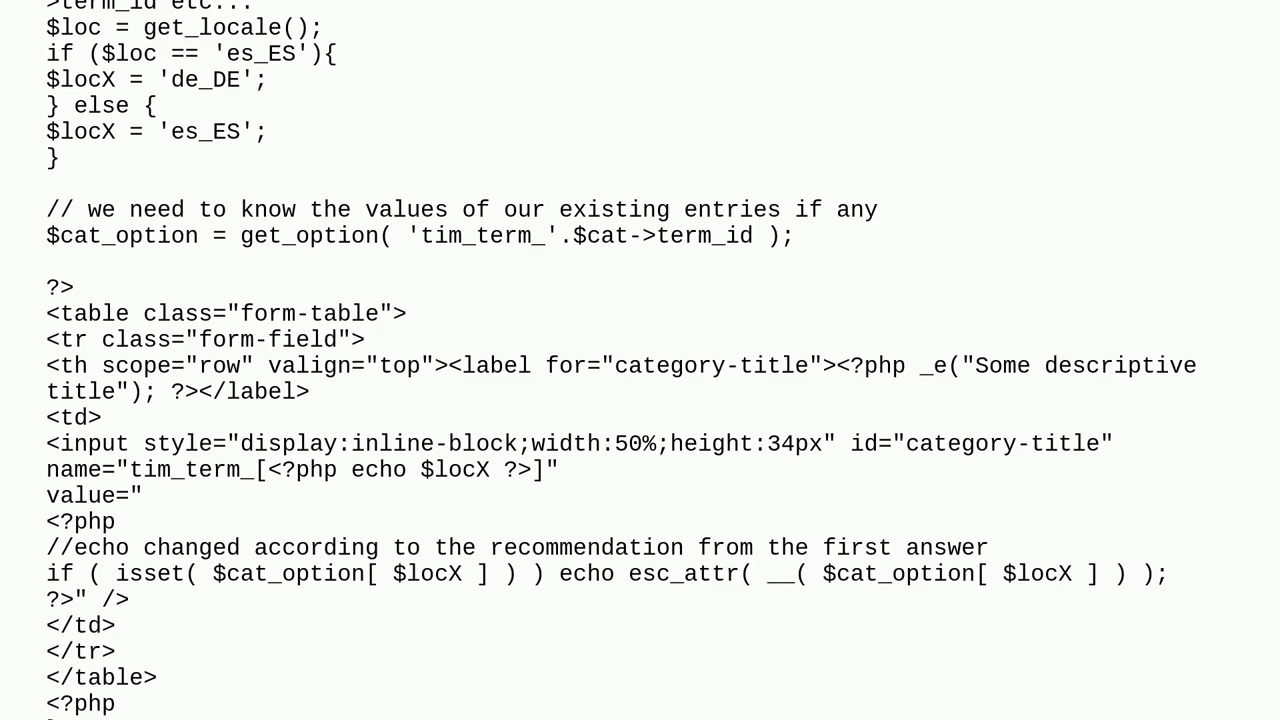 >term_id etc...
$loc = get_locale();
if ($loc == 'es_ES'){
$locX = 'de_DE';
} else {
$locX = 'es_ES';
}
// we need to know the values of our existing entries if any
$cat_option = get_option( 'tim_term_'.$cat->term_id );
?>
<table class="form-table">
<tr class="form-field">
<th scope="row" valign="top"><label for="category-title"><?php _e("Some descriptive
title"); ?></label>
<td>
<input style="display:inline-block;width:50%;height:34px" id="category-title"
name="tim_term_[<?php echo $locX ?>]"
value="
<?php
//echo changed according to the recommendation from the first answer
if ( isset( $cat_option[ $locX ] ) ) echo esc_attr( __( $cat_option[ $locX ] ) );
?>" />
</td>
</tr>
</table>
<?php